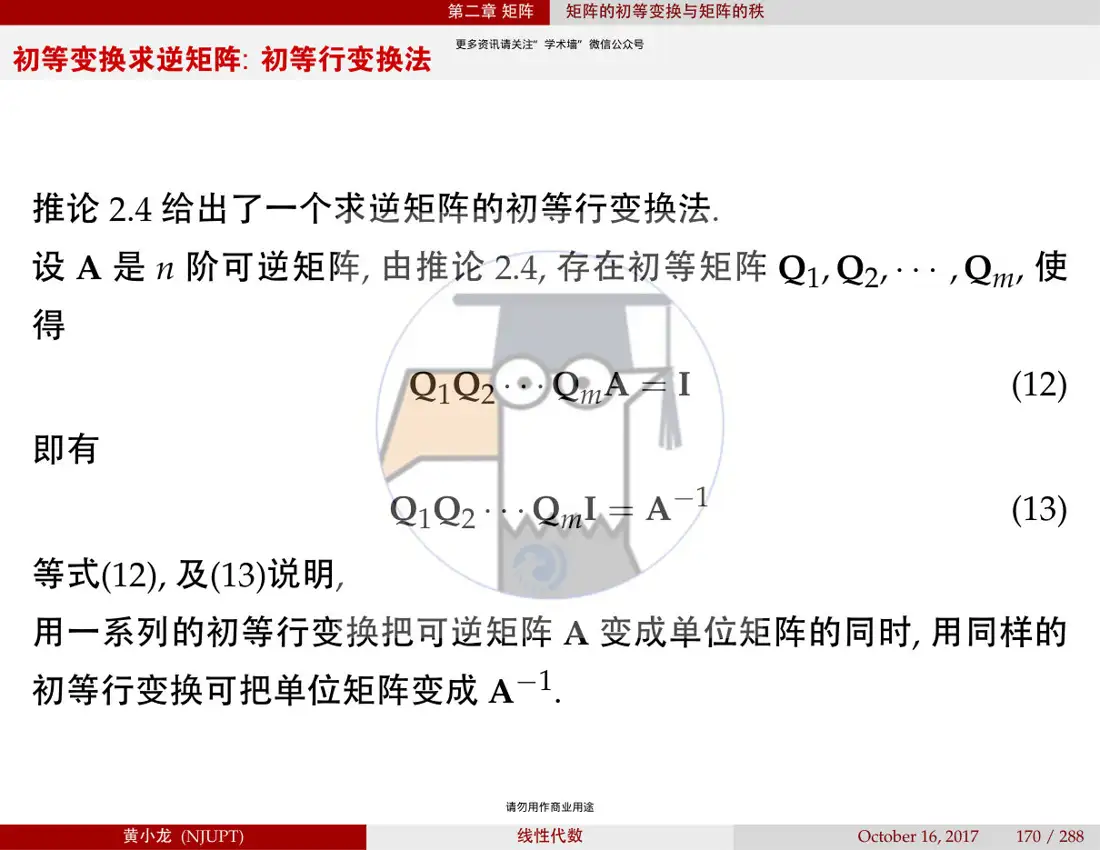 第二章 矩阵 矩阵的初等变换与矩阵的秩
初等变换求逆矩阵: 初等行变换法
更多资讯请关注“学术墙”微信公众号
推论 2.4 给出了一个求逆矩阵的初等行变换法.
设 A 是 n 阶可逆矩阵, 由推论 2.4, 存在初等矩阵 Q₁, Q₂, ⋯ , Qₘ, 使
得
Q₁Q₂ ⋯ QₘA = I (12)
即有
Q₁Q₂ ⋯ QₘI = A⁻¹ (13)
等式(12), 及(13)说明,
用一系列的初等行变换把可逆矩阵 A 变成单位矩阵的同时, 用同样的
初等行变换可把单位矩阵变成 A⁻¹.
请勿用作商业用途
黄小龙 (NJUPT) 线性代数 October 16, 2017 170 / 288